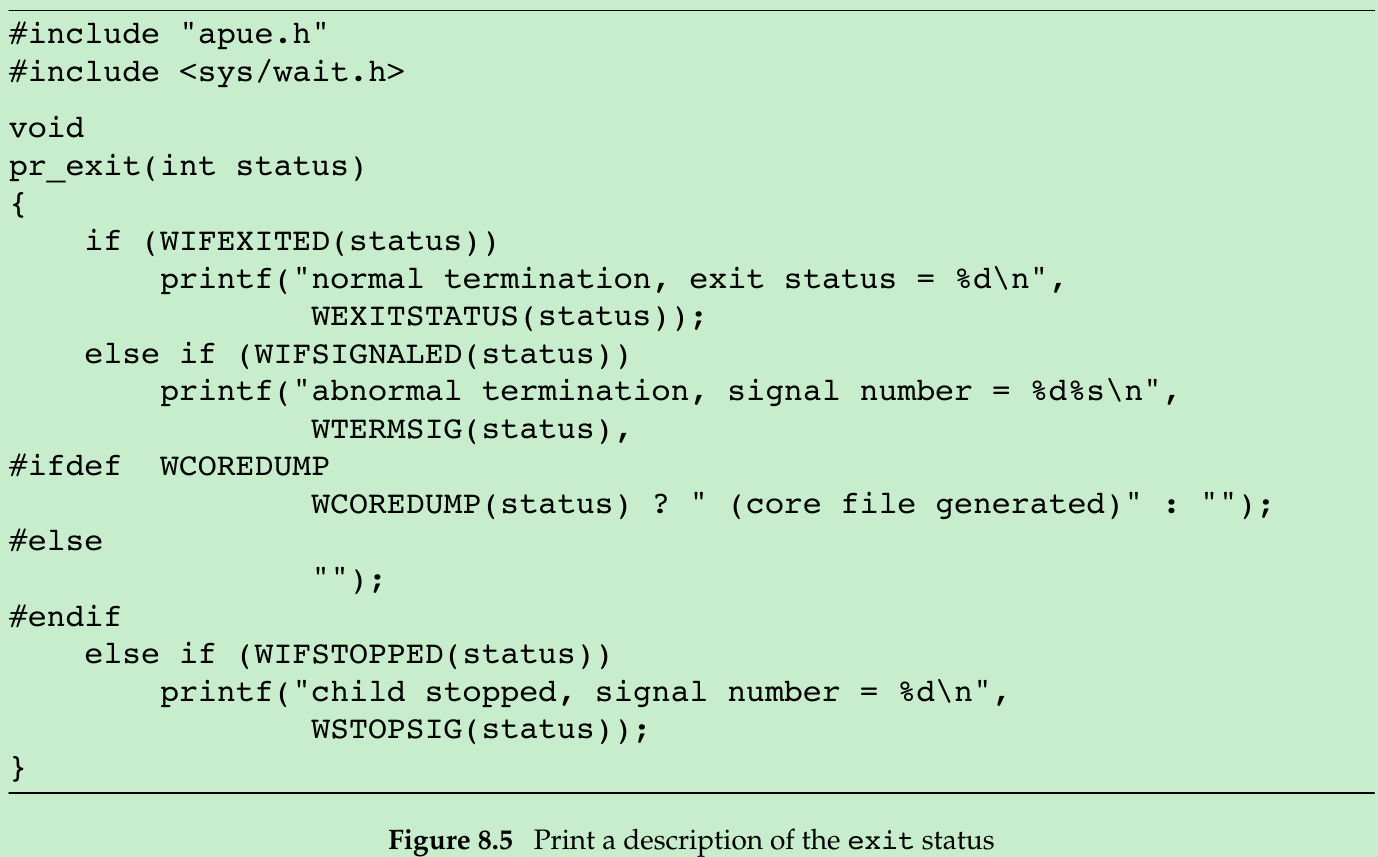 #include "apue.h"
#include <sys/wait.h>
void
pr_exit(int status)
{
    if (WIFEXITED(status))
        printf("normal termination, exit status = %d\n",
                WEXITSTATUS(status));
    else if (WIFSIGNALED(status))
        printf("abnormal termination, signal number = %d%s\n",
                WTERMSIG(status),
#ifdef  WCOREDUMP
                WCOREDUMP(status) ? " (core file generated)" : "");
#else
                "");
#endif
    else if (WIFSTOPPED(status))
        printf("child stopped, signal number = %d\n",
                WSTOPSIG(status));
}
Figure 8.5 Print a description of the exit status